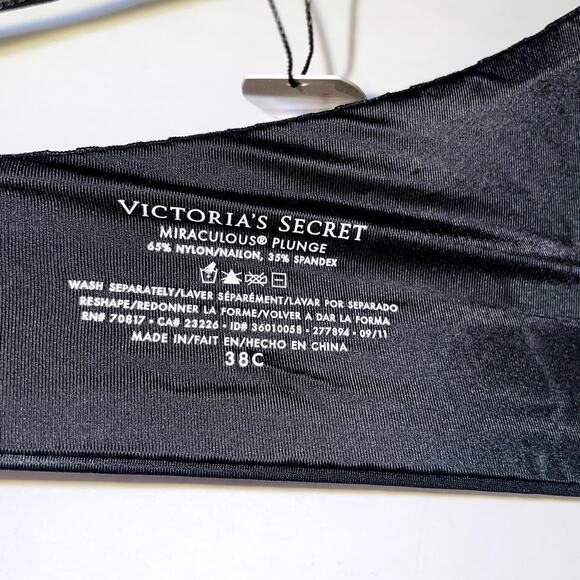 VICTORIA'S SECRET
MIRACULOUS® PLUNGE
65% NYLON/NAILON, 35% SPANDEX
WASH SEPARATELY/LAVER SÉPARÉMENT/LAVAR POR SEPARADO
RESHAPE/REDONNER LA FORME/VOLVER A DAR LA FORMA
RN# 70817 • CA# 23226 • ID# 36010058 • 277894 • 09/11
MADE IN/FAIT EN/HECHO EN CHINA
38C